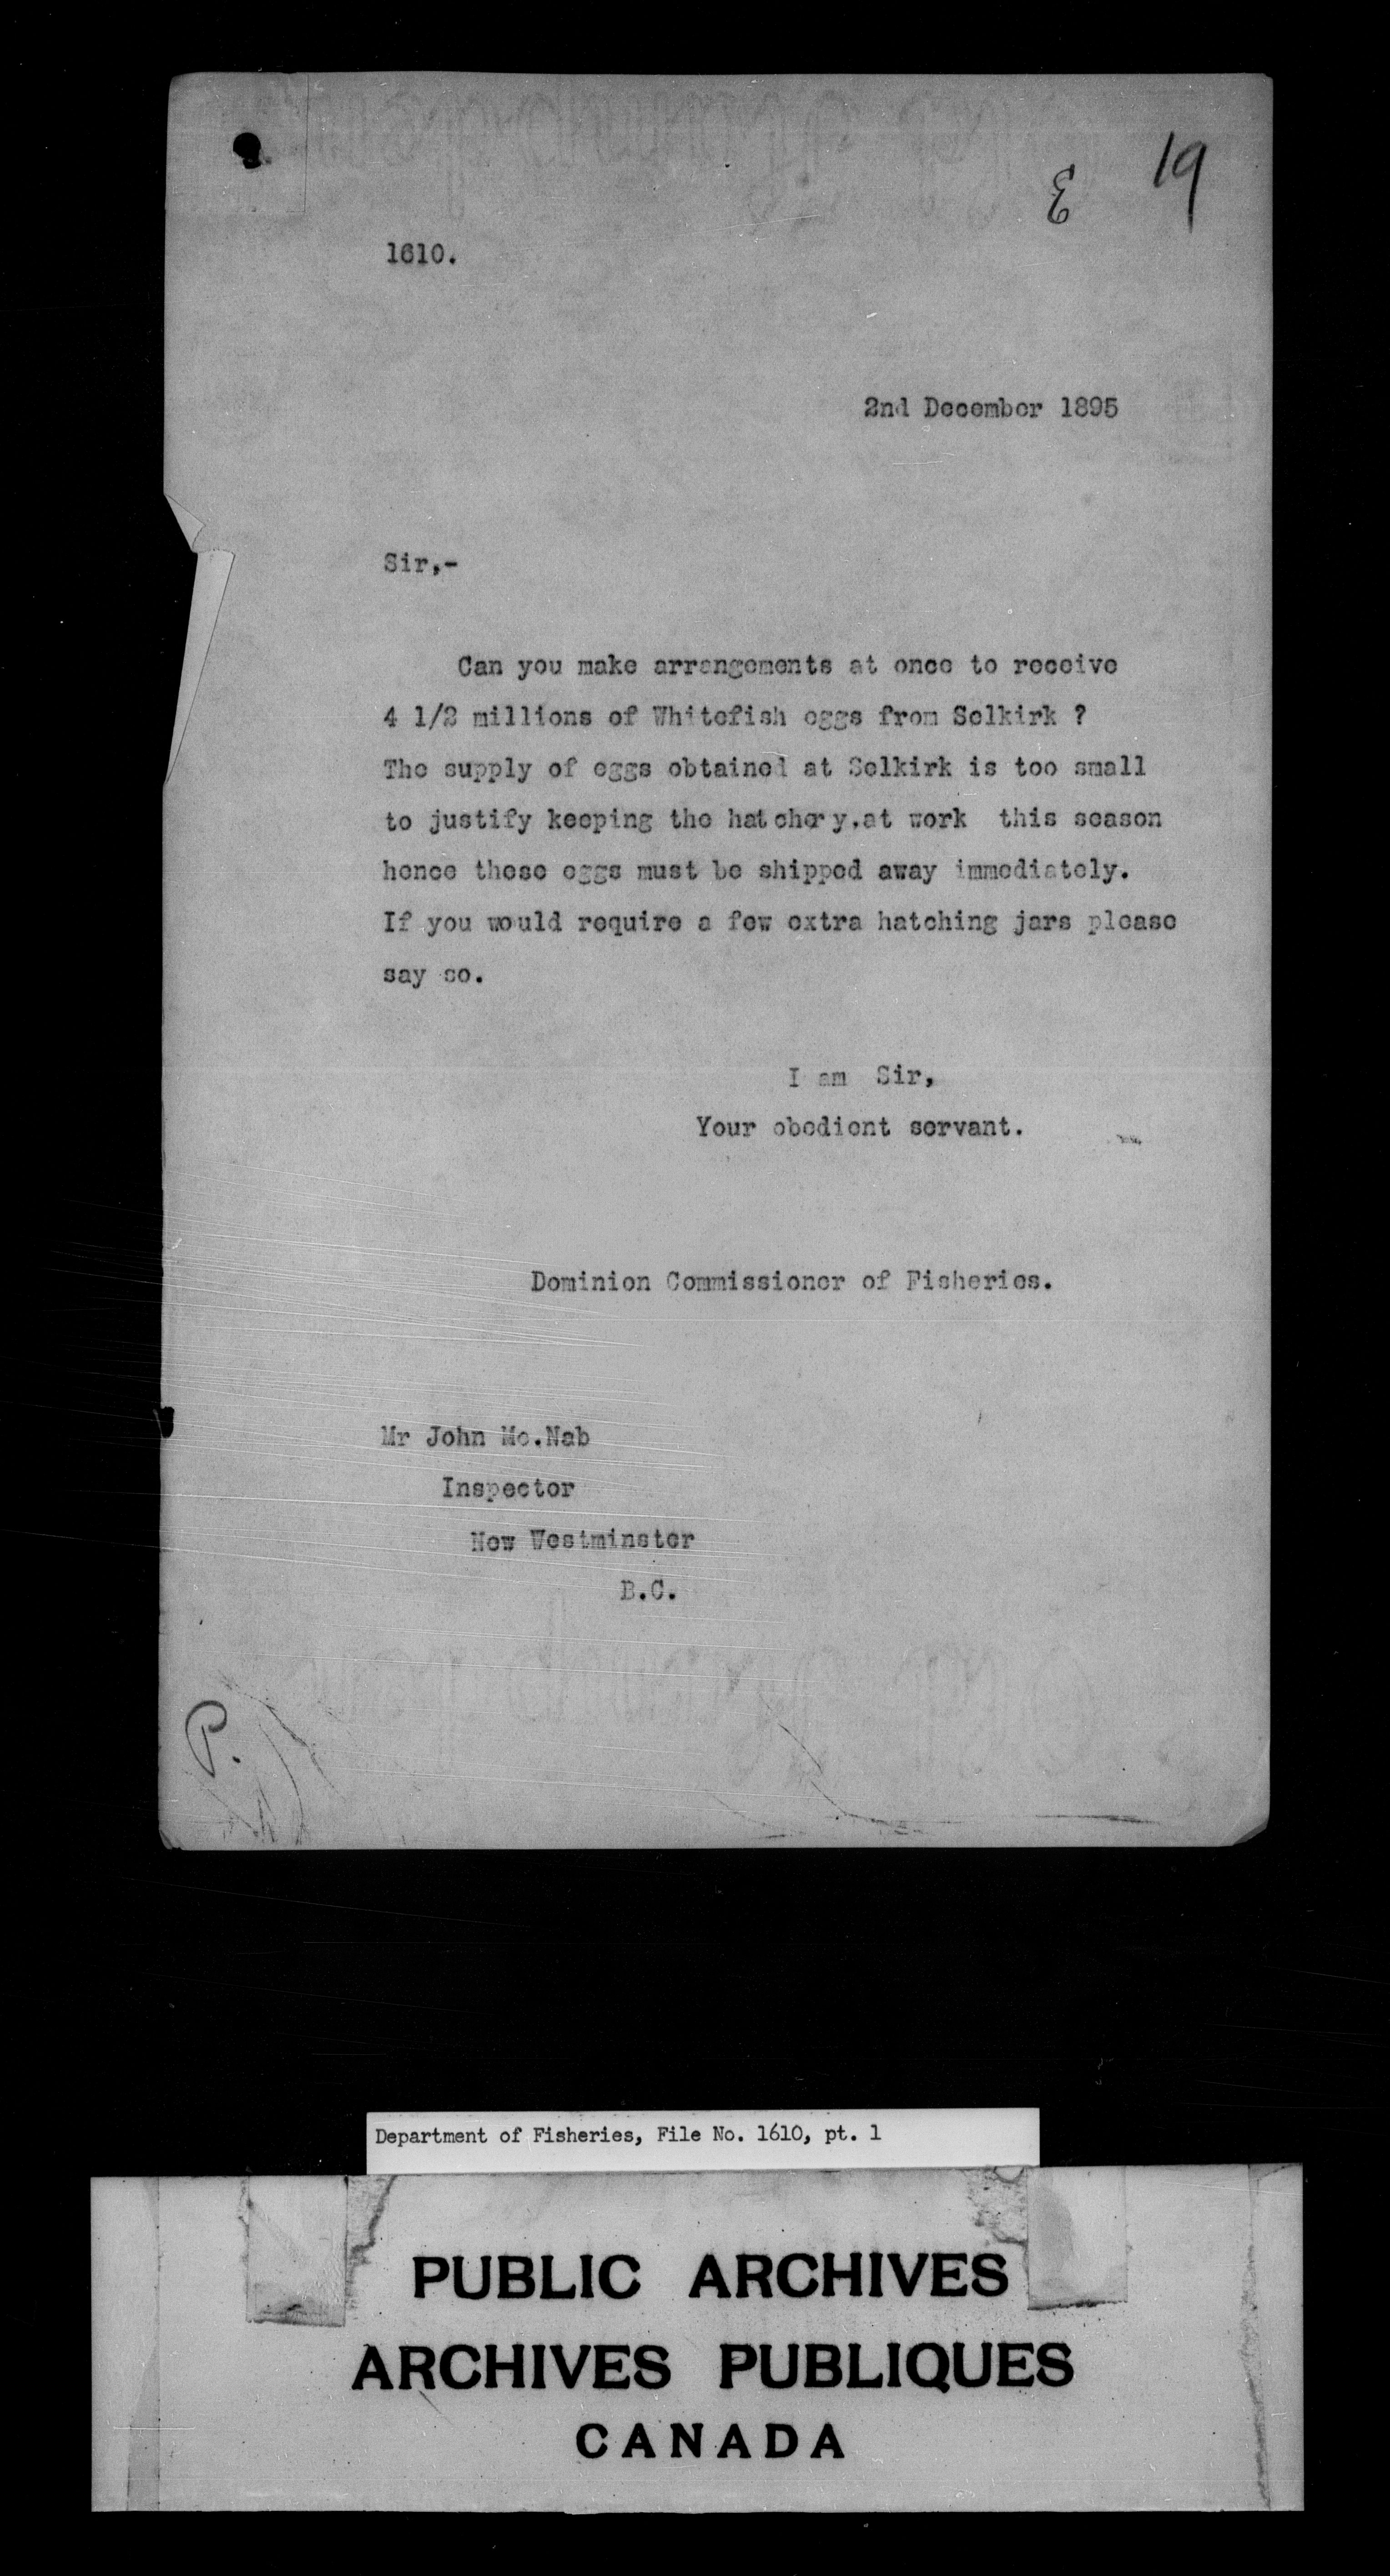 E 19
1610.
2nd December 1895
Sir,-
Can you make arrangements at once to receive
4 1/2 millions of Whitefish eggs from Selkirk ?
The supply of eggs obtained at Selkirk is too small
to justify keeping the hatchery.at work this season
hence these eggs must be shipped away immediately.
If you would require a few extra hatching jars please
say so.
I am Sir,
Your obedient servant.
Dominion Commissioner of Fisheries.
Mr John Mc.Nab
Inspector
New Westminster
B.C.
P.
Department of Fisheries, File No. 1610, pt. 1
PUBLIC ARCHIVES
ARCHIVES PUBLIQUES
CANADA